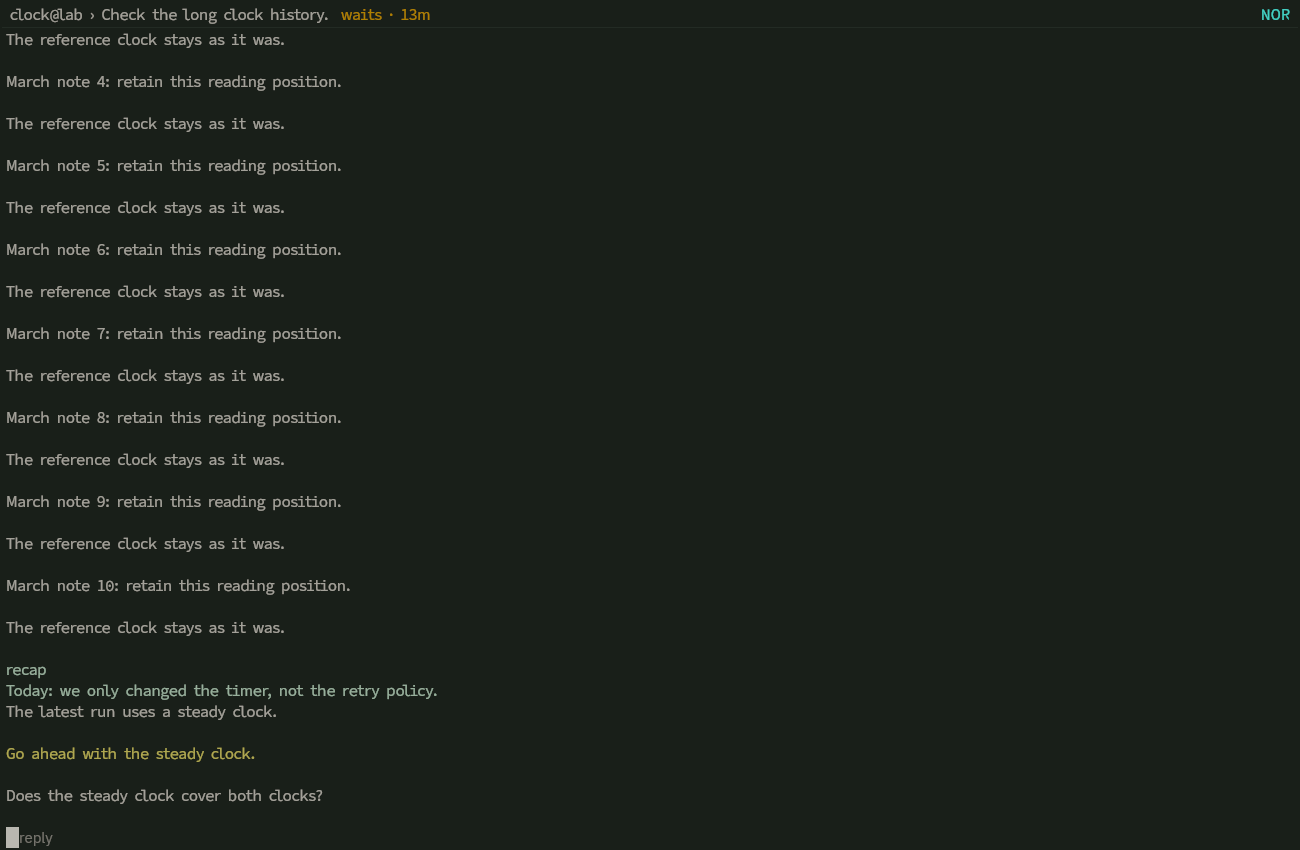 clock@lab › Check the long clock history. waits · 13m NOR
The reference clock stays as it was.
March note 4: retain this reading position.
The reference clock stays as it was.
March note 5: retain this reading position.
The reference clock stays as it was.
March note 6: retain this reading position.
The reference clock stays as it was.
March note 7: retain this reading position.
The reference clock stays as it was.
March note 8: retain this reading position.
The reference clock stays as it was.
March note 9: retain this reading position.
The reference clock stays as it was.
March note 10: retain this reading position.
The reference clock stays as it was.
recap
Today: we only changed the timer, not the retry policy.
The latest run uses a steady clock.
Go ahead with the steady clock.
Does the steady clock cover both clocks?
reply